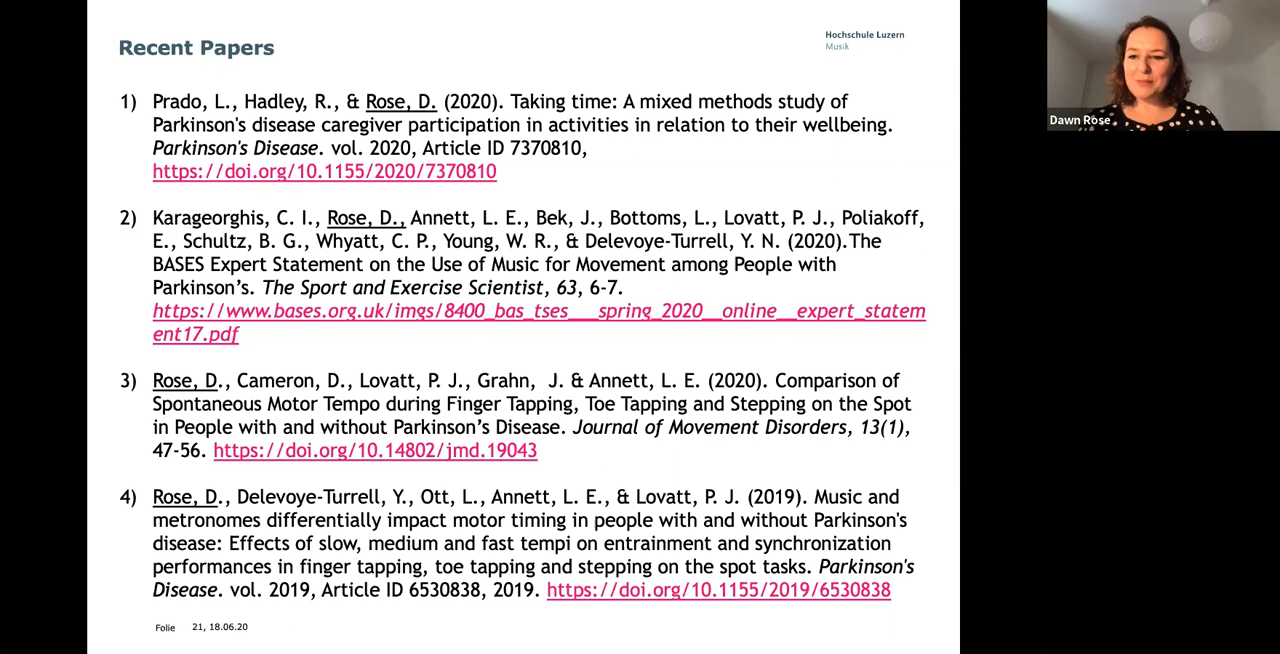 Recent Papers
Hochschule Luzern
Musik
1) Prado, L., Hadley, R., & Rose, D. (2020). Taking time: A mixed methods study of
Parkinson's disease caregiver participation in activities in relation to their wellbeing.
Parkinson's Disease. vol. 2020, Article ID 7370810,
https://doi.org/10.1155/2020/7370810
2) Karageorghis, C. I., Rose, D., Annett, L. E., Bek, J., Bottoms, L., Lovatt, P. J., Poliakoff,
E., Schultz, B. G., Whyatt, C. P., Young, W. R., & Delevoye-Turrell, Y. N. (2020).The
BASES Expert Statement on the Use of Music for Movement among People with
Parkinson’s. The Sport and Exercise Scientist, 63, 6-7.
https://www.bases.org.uk/imgs/8400_bas_tses___spring_2020__online__expert_statem
ent17.pdf
3) Rose, D., Cameron, D., Lovatt, P. J., Grahn, J. & Annett, L. E. (2020). Comparison of
Spontaneous Motor Tempo during Finger Tapping, Toe Tapping and Stepping on the Spot
in People with and without Parkinson’s Disease. Journal of Movement Disorders, 13(1),
47-56. https://doi.org/10.14802/jmd.19043
4) Rose, D., Delevoye-Turrell, Y., Ott, L., Annett, L. E., & Lovatt, P. J. (2019). Music and
metronomes differentially impact motor timing in people with and without Parkinson's
disease: Effects of slow, medium and fast tempi on entrainment and synchronization
performances in finger tapping, toe tapping and stepping on the spot tasks. Parkinson's
Disease. vol. 2019, Article ID 6530838, 2019. https://doi.org/10.1155/2019/6530838
Folie 21, 18.06.20
Dawn Rose